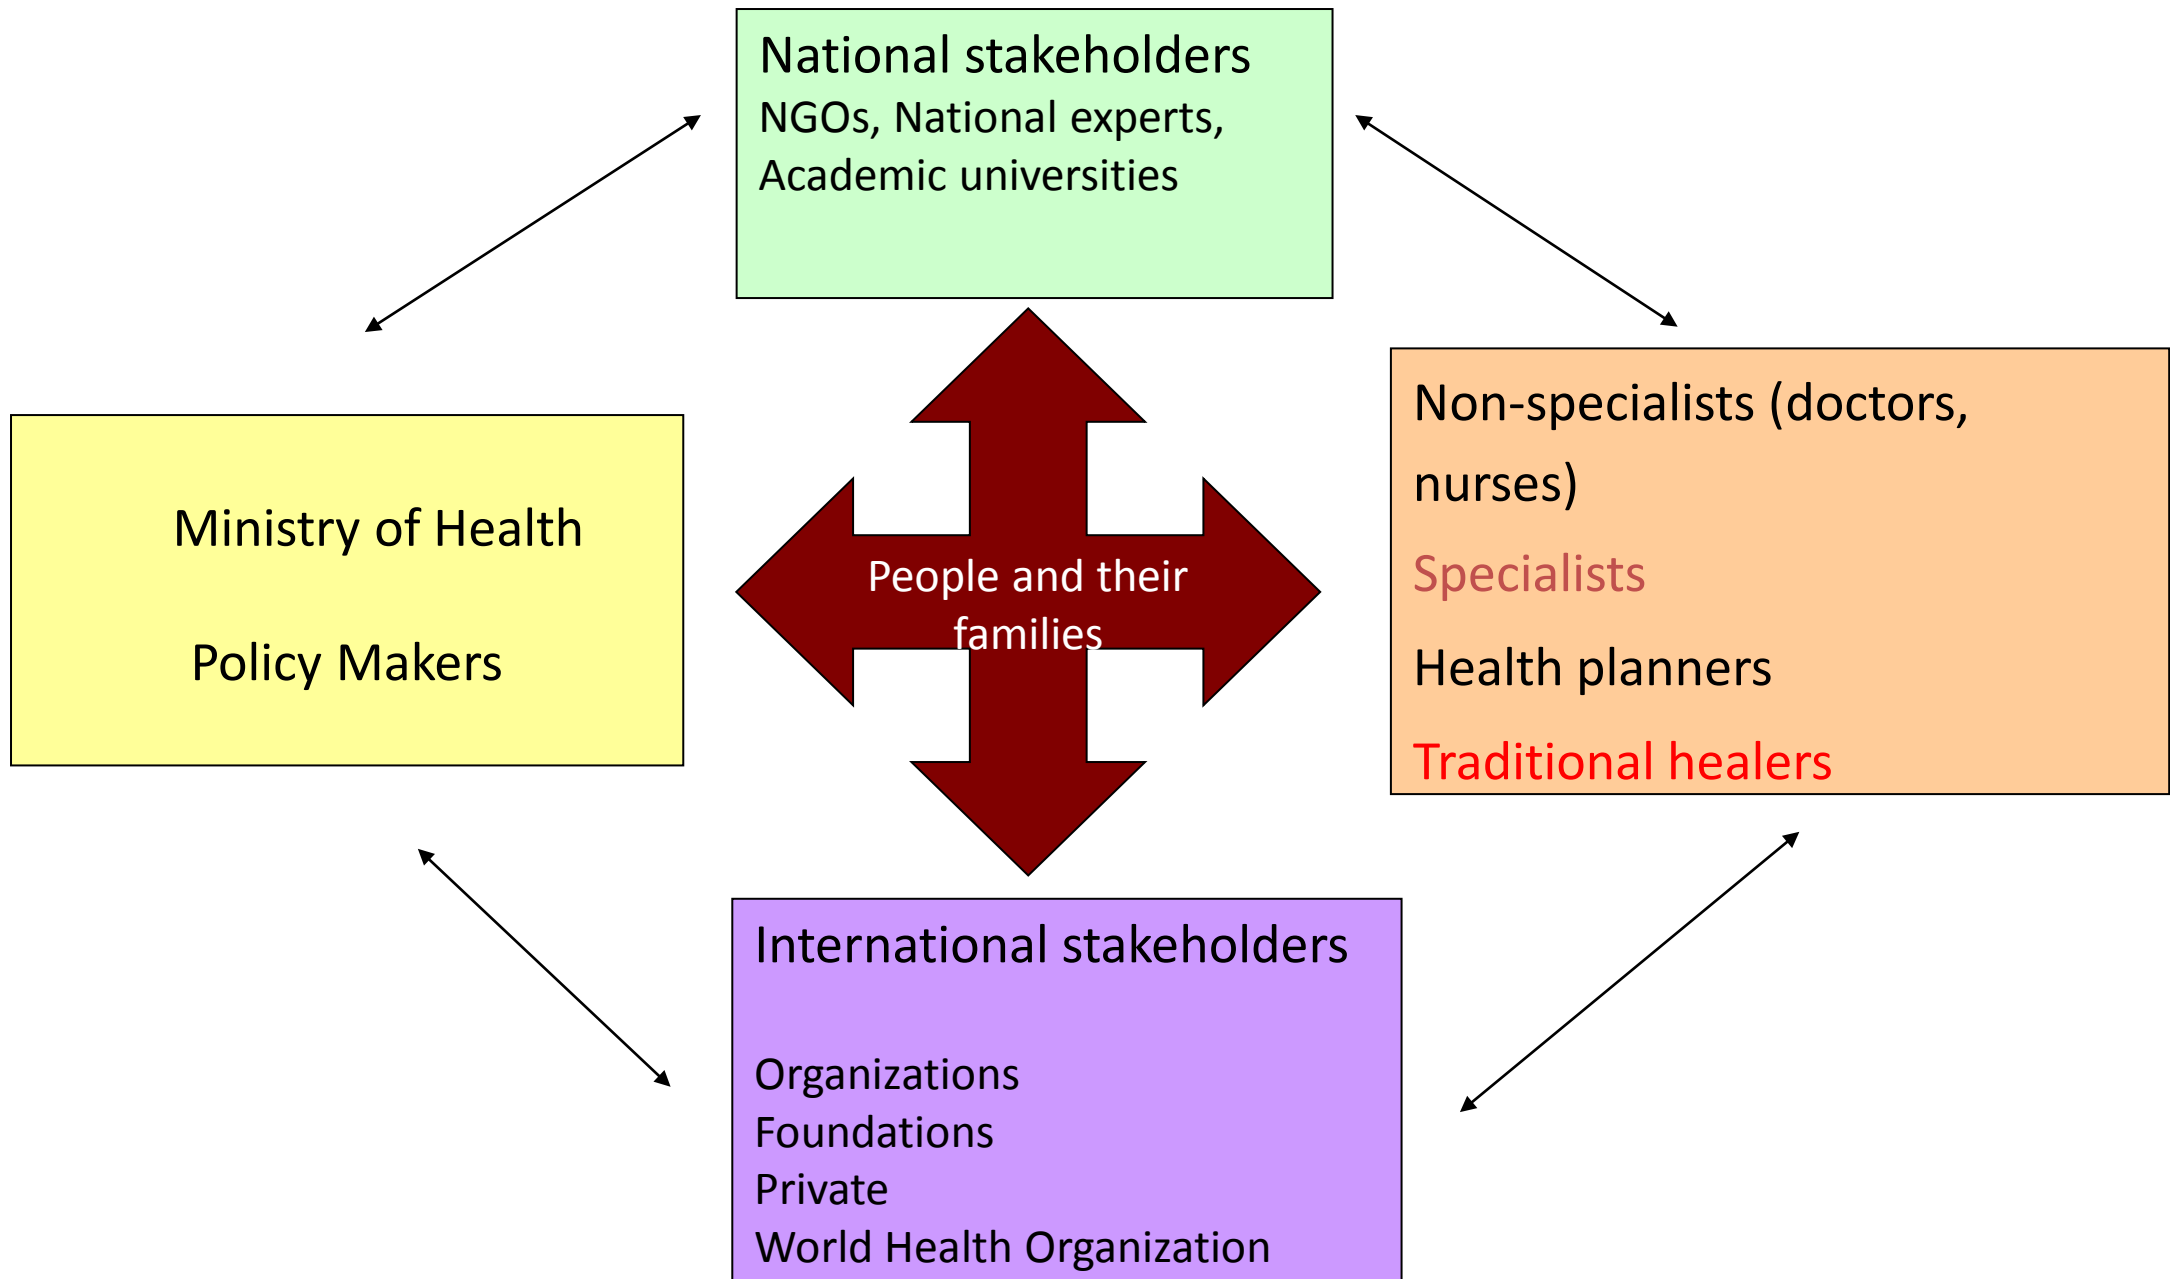 National stakeholders
NGOs, National experts,
Academic universities
Ministry of Health
Policy Makers
People and their
families
Non-specialists (doctors,
nurses)
Specialists
Health planners
Traditional healers
International stakeholders
Organizations
Foundations
Private
World Health Organization